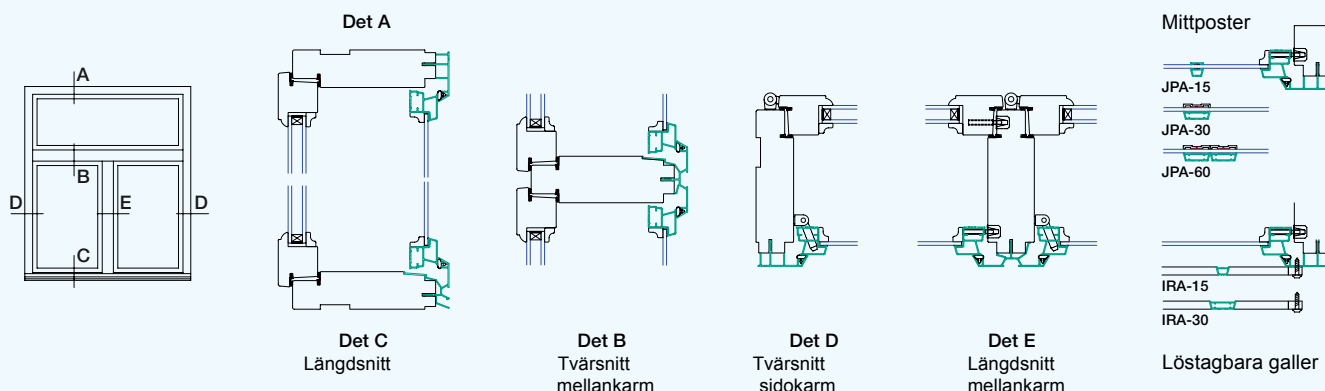 A
B
D
E
D
C
Det A
Det C
Längdsnitt
Det B
Tvärsnitt
mellankarm
Det D
Tvärsnitt
sidokarm
Det E
Längdsnitt
mellankarm
Mittposter
JPA-15
JPA-30
JPA-60
IRA-15
IRA-30
Löstagbara galler